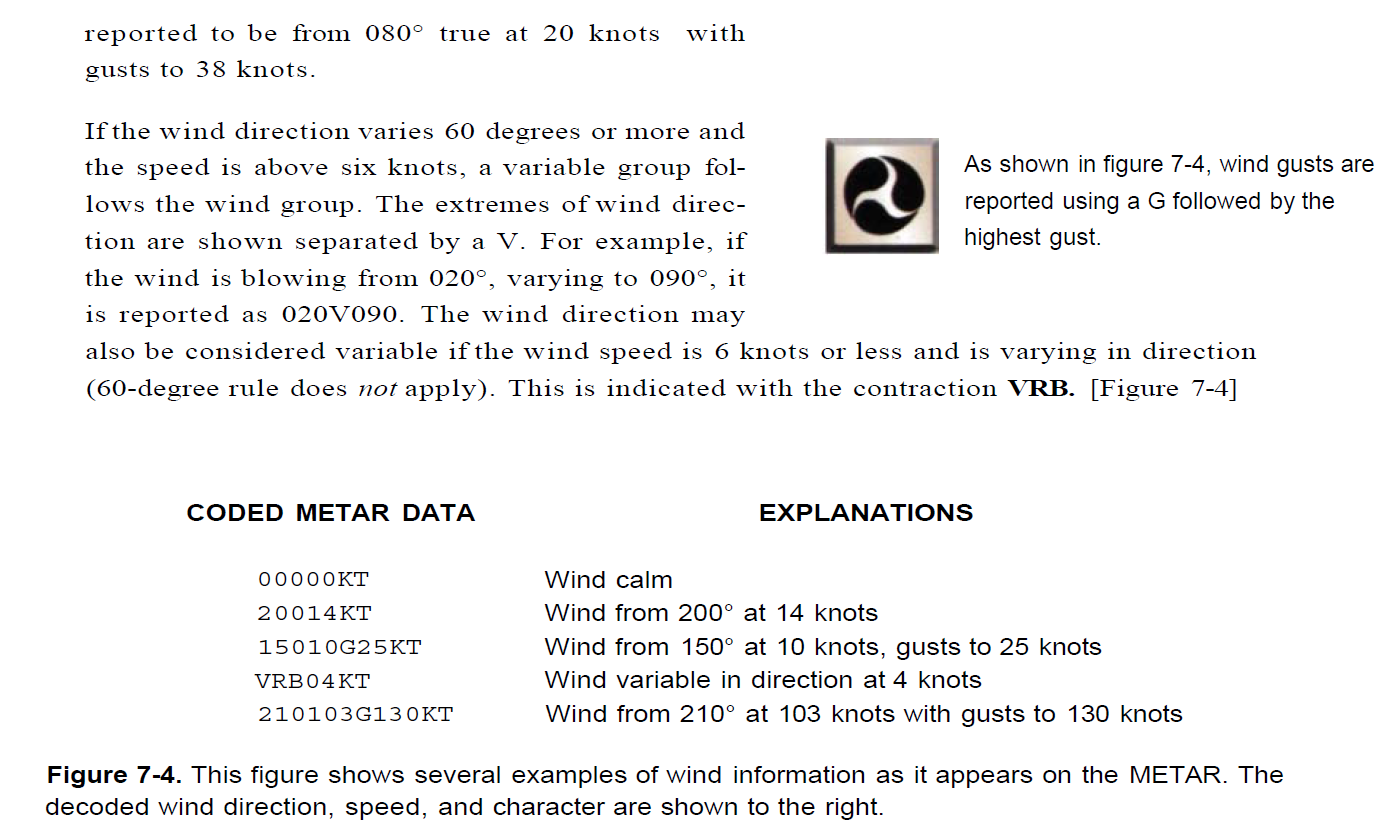 reported to be from 080° true at 20 knots with
gusts to 38 knots.
If the wind direction varies 60 degrees or more and
the speed is above six knots, a variable group fol-
lows the wind group. The extremes of wind direc-
tion are shown separated by a V. For example, if
the wind is blowing from 020°, varying to 090°, it
is reported as 020V090. The wind direction may
also be considered variable if the wind speed is 6 knots or less and is varying in direction
(60-degree rule does not apply). This is indicated with the contraction VRB. [Figure 7-4]
As shown in figure 7-4, wind gusts are
reported using a G followed by the
highest gust.
CODED METAR DATA EXPLANATIONS
00000KT Wind calm
20014KT Wind from 200° at 14 knots
15010G25KT Wind from 150° at 10 knots, gusts to 25 knots
VRB04KT Wind variable in direction at 4 knots
210103G130KT Wind from 210° at 103 knots with gusts to 130 knots
Figure 7-4. This figure shows several examples of wind information as it appears on the METAR. The
decoded wind direction, speed, and character are shown to the right.